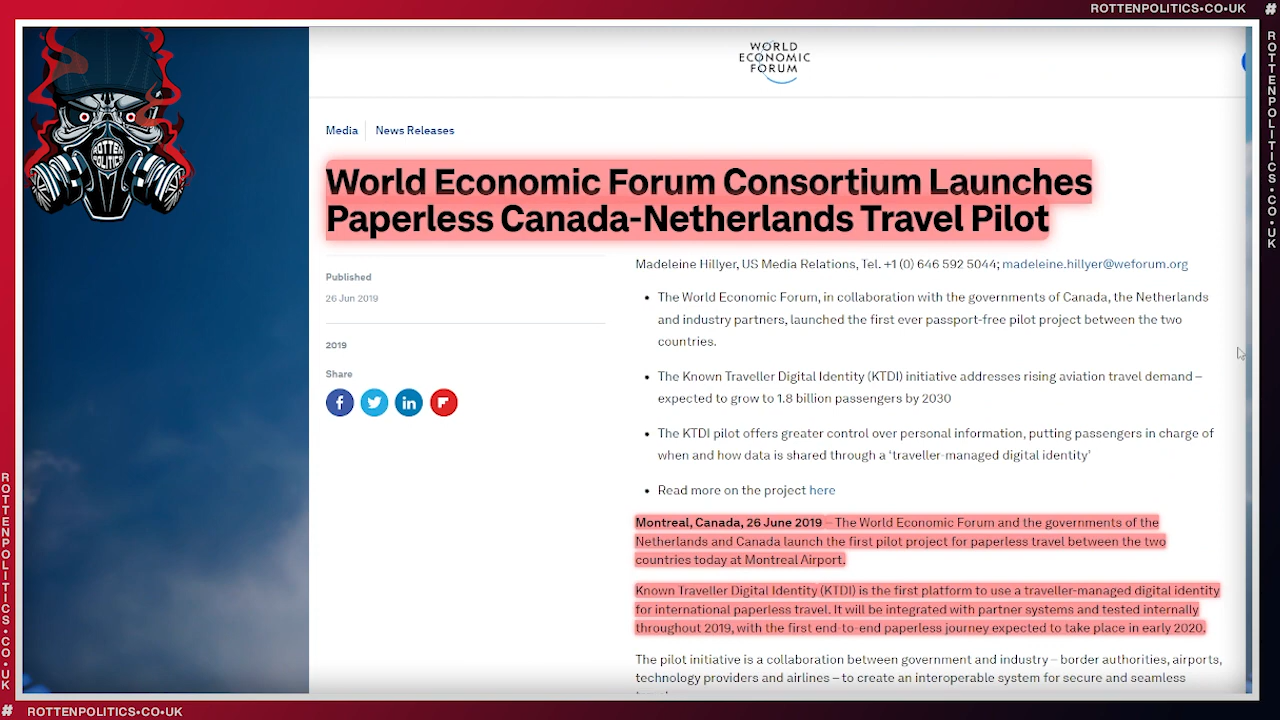 ROTTENPOLITICS•CO•UK #
WORLD
ECONOMIC
FORUM
ROTTEN
POLITICS
Media News Releases
World Economic Forum Consortium Launches
Paperless Canada-Netherlands Travel Pilot
Published
26 Jun 2019
2019
Share
Madeleine Hillyer, US Media Relations, Tel. +1 (0) 646 592 5044; madeleine.hillyer@weforum.org
• The World Economic Forum, in collaboration with the governments of Canada, the Netherlands
and industry partners, launched the first ever passport-free pilot project between the two
countries.
• The Known Traveller Digital Identity (KTDI) initiative addresses rising aviation travel demand –
expected to grow to 1.8 billion passengers by 2030
• The KTDI pilot offers greater control over personal information, putting passengers in charge of
when and how data is shared through a ‘traveller-managed digital identity’
• Read more on the project here
Montreal, Canada, 26 June 2019 – The World Economic Forum and the governments of the
Netherlands and Canada launch the first pilot project for paperless travel between the two
countries today at Montreal Airport.
Known Traveller Digital Identity (KTDI) is the first platform to use a traveller-managed digital identity
for international paperless travel. It will be integrated with partner systems and tested internally
throughout 2019, with the first end-to-end paperless journey expected to take place in early 2020.
The pilot initiative is a collaboration between government and industry – border authorities, airports,
technology providers and airlines – to create an interoperable system for secure and seamless
ROTTENPOLITICS•CO•UK
ROTTENPOLITICS•CO•UK
# ROTTENPOLITICS•CO•UK